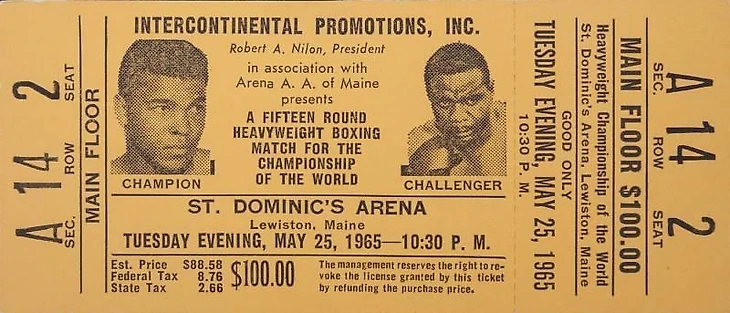 A 14 2
SEC. ROW SEAT
MAIN FLOOR
INTERCONTINENTAL PROMOTIONS, INC.
Robert A. Nilon, President
in association with
Arena A. A. of Maine
presents
A FIFTEEN ROUND
HEAVYWEIGHT BOXING
MATCH FOR THE
CHAMPIONSHIP
OF THE WORLD
CHAMPION
CHALLENGER
ST. DOMINIC'S ARENA
Lewiston, Maine
TUESDAY EVENING, MAY 25, 1965—10:30 P. M.
Est. Price $88.58
Federal Tax 8.76
State Tax 2.66
$100.00
The management reserves the right to re-
voke the license granted by this ticket
by refunding the purchase price.
SEC. ROW SEAT
A 14 2
MAIN FLOOR $100.00
Heavyweight Championship of the World
St. Dominic's Arena, Lewiston, Maine
GOOD ONLY
TUESDAY EVENING, MAY 25, 1965
10:30 P. M.